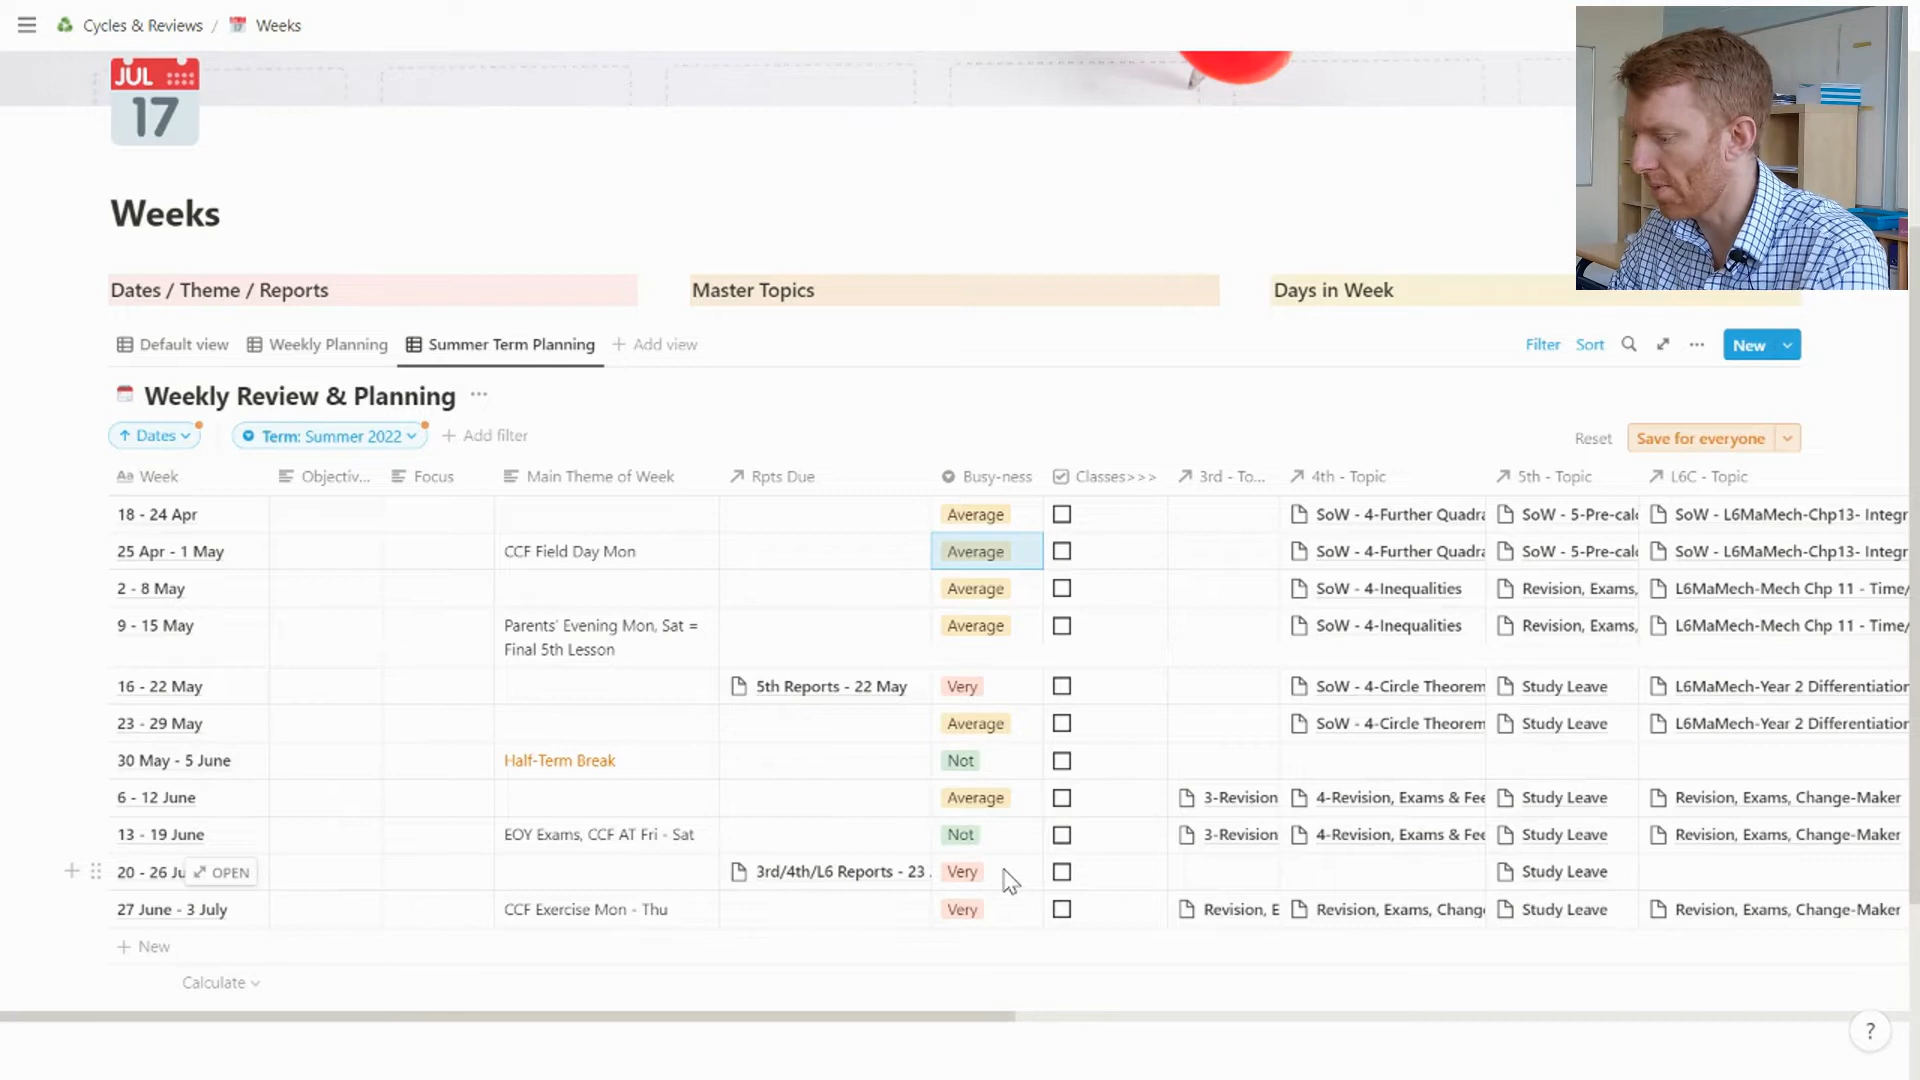 Cycles & Reviews / Weeks
JUL
17
Weeks
Dates / Theme / Reports
Master Topics
Days in Week
Default view
Weekly Planning
Summer Term Planning
Add view
Filter
Sort
New
Weekly Review & Planning
Dates
Term: Summer 2022
Add filter
Reset
Save for everyone
Aa Week
Objectiv...
Focus
Main Theme of Week
Rpts Due
Busy-ness
Classes>>>
3rd - To...
4th - Topic
5th - Topic
L6C - Topic
18 - 24 Apr
Average
SoW - 4-Further Quadra
SoW - 5-Pre-calc
SoW - L6MaMech-Chp13- Integr
25 Apr - 1 May
CCF Field Day Mon
Average
SoW - 4-Further Quadra
SoW - 5-Pre-calc
SoW - L6MaMech-Chp13- Integr
2 - 8 May
Average
SoW - 4-Inequalities
Revision, Exams,
L6MaMech-Mech Chp 11 - Time/
9 - 15 May
Parents' Evening Mon, Sat =
Final 5th Lesson
Average
SoW - 4-Inequalities
Revision, Exams,
L6MaMech-Mech Chp 11 - Time/
16 - 22 May
5th Reports - 22 May
Very
SoW - 4-Circle Theorem
Study Leave
L6MaMech-Year 2 Differentiation
23 - 29 May
Average
SoW - 4-Circle Theorem
Study Leave
L6MaMech-Year 2 Differentiation
30 May - 5 June
Half-Term Break
Not
6 - 12 June
Average
3-Revision
4-Revision, Exams & Fee
Study Leave
Revision, Exams, Change-Maker
13 - 19 June
EOY Exams, CCF AT Fri - Sat
Not
3-Revision
4-Revision, Exams & Fee
Study Leave
Revision, Exams, Change-Maker
20 - 26 Ju
OPEN
3rd/4th/L6 Reports - 23
Very
Study Leave
27 June - 3 July
CCF Exercise Mon - Thu
Very
Revision, E
Revision, Exams, Chang
Study Leave
Revision, Exams, Change-Maker
New
Calculate
?